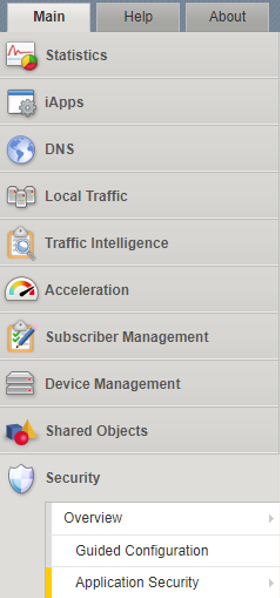 Main Help About
Statistics
iApps
DNS
Local Traffic
Traffic Intelligence
Acceleration
Subscriber Management
Device Management
Shared Objects
Security
Overview
Guided Configuration
Application Security